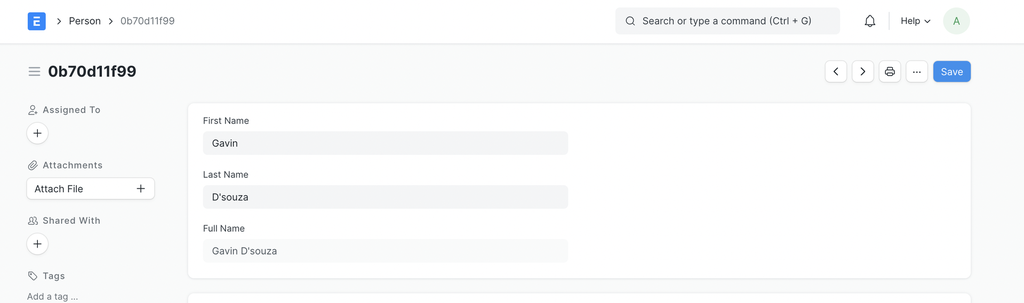 E Person 0b70d11f99 Search or type a command (Ctrl + G) Help A
0b70d11f99 Save
Assigned To
Attachments
Attach File
Shared With
Tags
Add a tag ...
First Name
Gavin
Last Name
D'souza
Full Name
Gavin D'souza